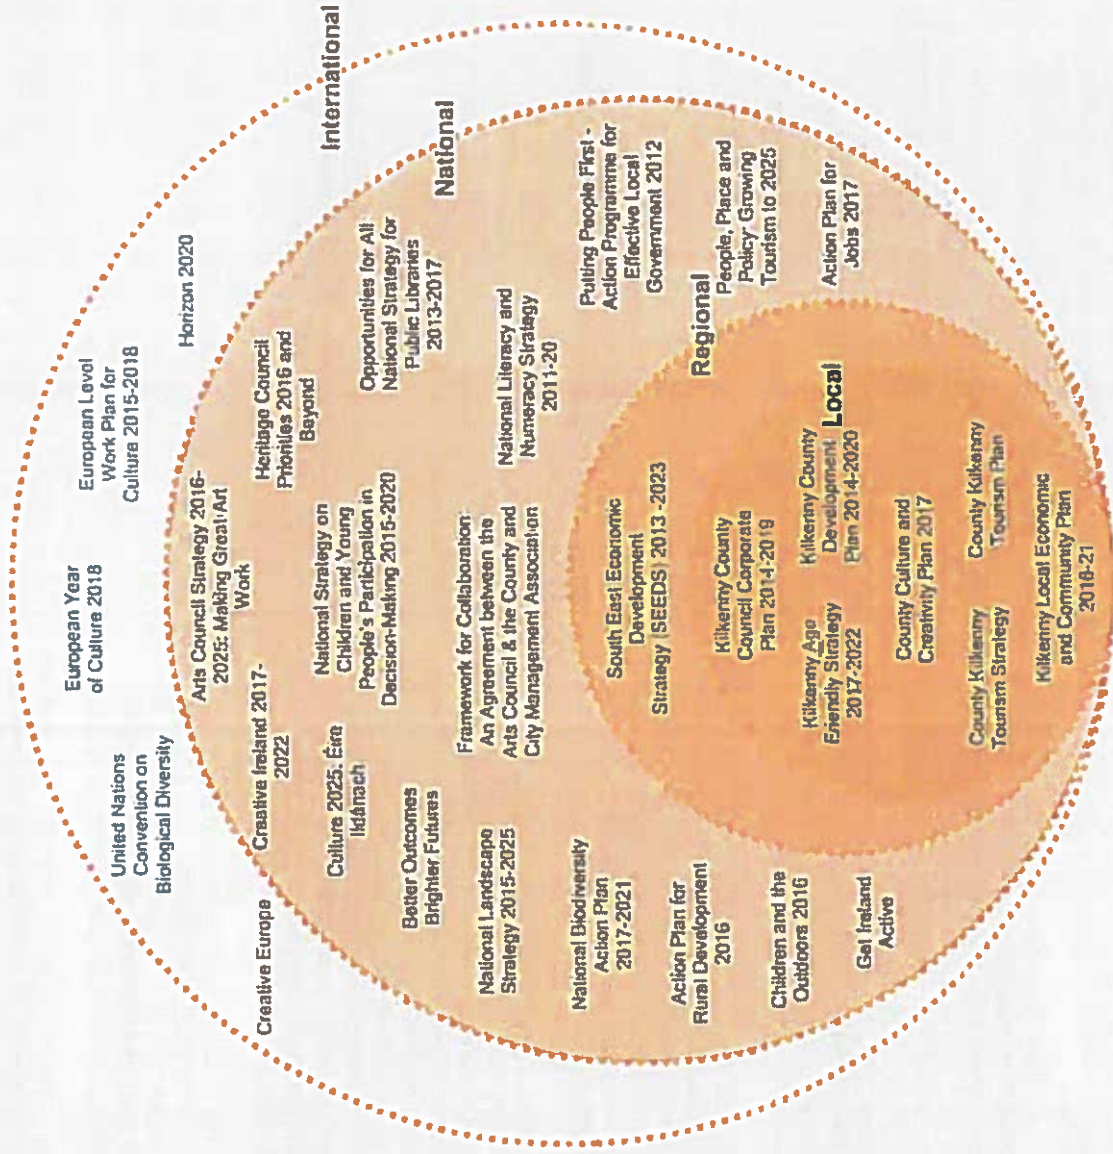 European Year
of Culture 2018
European Level
Work Plan for
Culture 2015-2018
United Nations
Convention on
Biological Diversity
Horizon 2020
International
Creative Europe
Arts Council Strategy 2016-
2025: Making Great Art
Work
Creative Ireland 2017-
2022
Heritage Council
Priorities 2016 and
Beyond
National
Culture 2025: Éire
Ildánach
National Strategy on
Children and Young
People's Participation in
Decision-Making 2015-2020
Opportunities for All
National Strategy for
Public Libraries
2013-2017
Better Outcomes
Brighter Futures
Framework for Collaboration:
An Agreement between the
Arts Council & the County and
City Management Association
National Literacy and
Numeracy Strategy
2011-20
National Landscape
Strategy 2015-2025
Putting People First -
Action Programme for
Effective Local
Government 2012
National Biodiversity
Action Plan
2017-2021
Action Plan for
Rural Development
2016
People, Place and
Policy Growing
Tourism to 2025
Children and the
Outdoors 2016
Action Plan for
Jobs 2017
Get Ireland
Active
Regional
South East Economic
Development
Strategy (SEEDS) 2013 -2023
Kilkenny County
Council Corporate
Plan 2014-2019
Local
Kilkenny Age
Friendly Strategy
2017-2022
Kilkenny County
Development
Plan 2014-2020
County Culture and
Creativity Plan 2017
County Kilkenny
Tourism Strategy
County Kilkenny
Tourism Plan
Kilkenny Local Economic
and Community Plan
2016-21